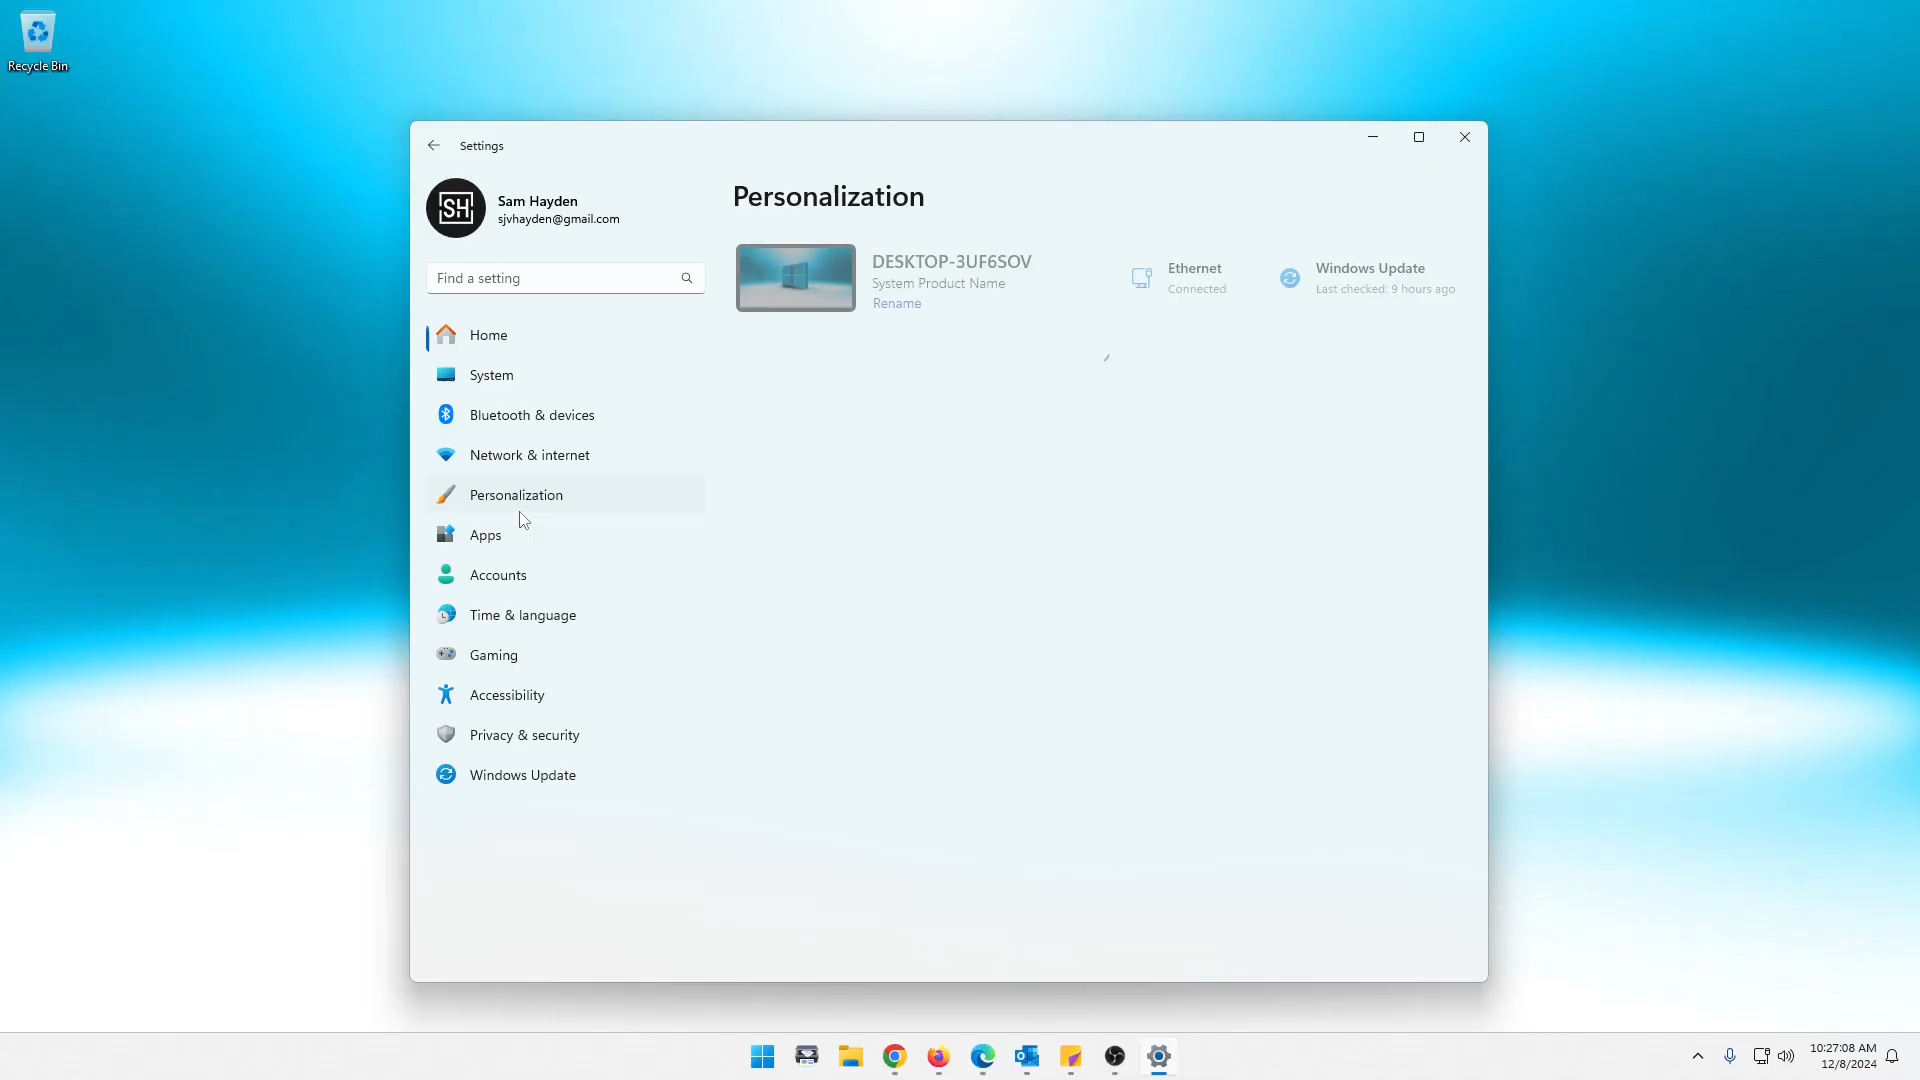 Recycle Bin
Settings
SH
Sam Hayden
sjvhayden@gmail.com
Find a setting
Home
System
Bluetooth & devices
Network & internet
Personalization
Apps
Accounts
Time & language
Gaming
Accessibility
Privacy & security
Windows Update
Personalization
DESKTOP-3UF6SOV
System Product Name
Rename
Ethernet
Connected
Windows Update
Last checked: 9 hours ago
10:27:08 AM
12/8/2024